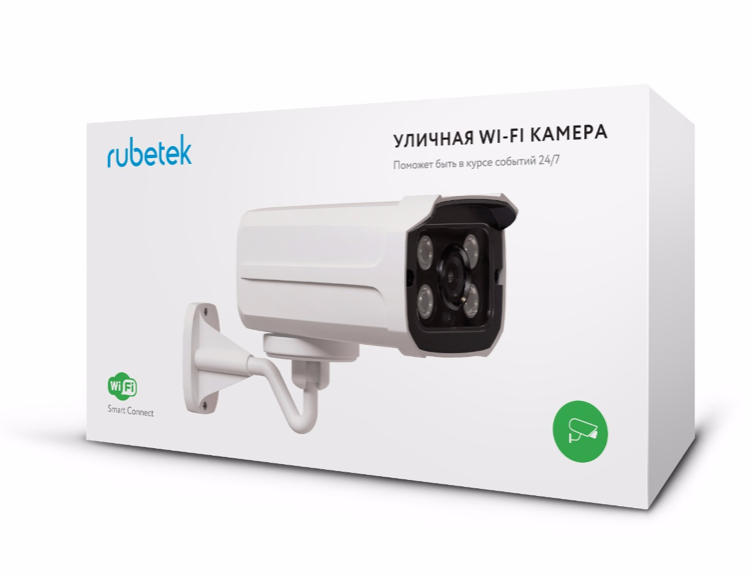 rubetek
УЛИЧНАЯ WI-FI КАМЕРА
Поможет быть в курсе событий 24/7
Wi Fi
Smart Connect